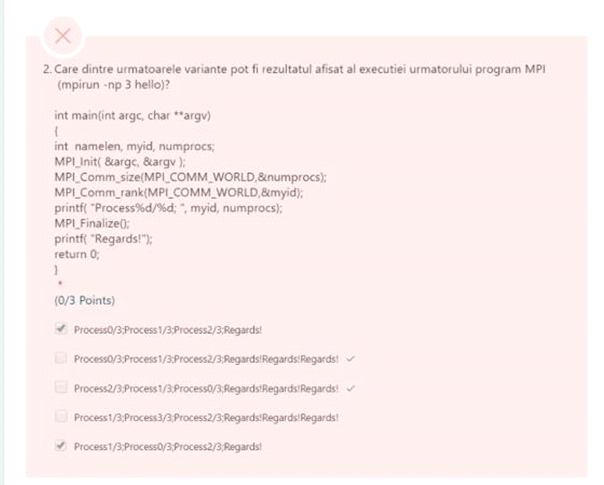 2. Care dintre urmatoarele variante pot fi rezultatul afisat al executiei urmatorului program MPI
(mpirun -np 3 hello)?
int main(int argc, char **argv)
{
int namelen, myid, numprocs;
MPI_Init( &argc, &argv );
MPI_Comm_size(MPI_COMM_WORLD,&numprocs);
MPI_Comm_rank(MPI_COMM_WORLD,&myid);
printf( "Process%d/%d; ", myid, numprocs);
MPI_Finalize();
printf( "Regards!");
return 0;
}
*
(0/3 Points)
Process0/3;Process1/3;Process2/3;Regards!
Process0/3;Process1/3;Process2/3;Regards!Regards!Regards!
Process2/3;Process1/3;Process0/3;Regards!Regards!Regards!
Process1/3;Process3/3;Process2/3;Regards!Regards!Regards!
Process1/3;Process0/3;Process2/3;Regards!